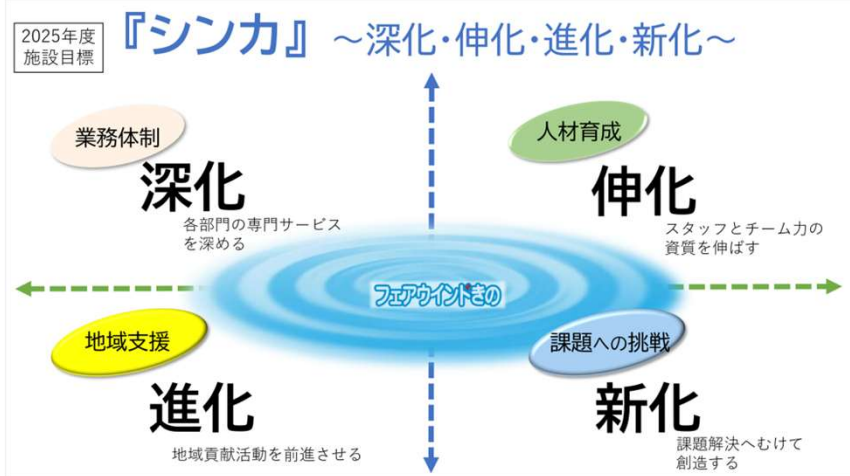 2025年度
施設目標
『シンカ』 ～深化・伸化・進化・新化～
業務体制
深化
各部門の専門サービス
を深める
人材育成
伸化
スタッフとチーム力の
資質を伸ばす
フェアウインドきの
地域支援
進化
地域貢献活動を前進させる
課題への挑戦
新化
課題解決へむけて
創造する